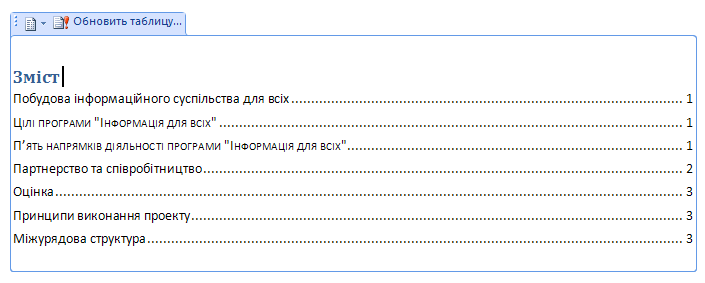 Обновить таблицу...
Зміст
Побудова інформаційного суспільства для всіх 1
Цілі програми "Інформація для всіх" 1
П'ять напрямків діяльності програми "Інформація для всіх" 1
Партнерство та співробітництво 2
Оцінка 3
Принципи виконання проекту 3
Міжурядова структура 3